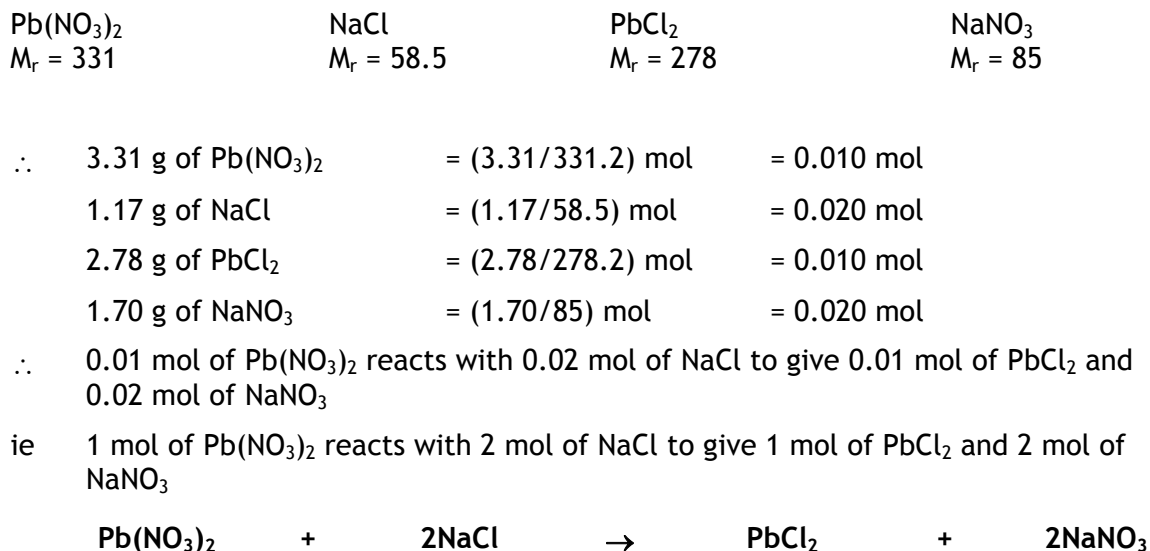 Pb(NO₃)₂ NaCl PbCl₂ NaNO₃
Mᵣ = 331 Mᵣ = 58.5 Mᵣ = 278 Mᵣ = 85
∴ 3.31 g of Pb(NO₃)₂ = (3.31/331.2) mol = 0.010 mol
1.17 g of NaCl = (1.17/58.5) mol = 0.020 mol
2.78 g of PbCl₂ = (2.78/278.2) mol = 0.010 mol
1.70 g of NaNO₃ = (1.70/85) mol = 0.020 mol
∴ 0.01 mol of Pb(NO₃)₂ reacts with 0.02 mol of NaCl to give 0.01 mol of PbCl₂ and
0.02 mol of NaNO₃
ie 1 mol of Pb(NO₃)₂ reacts with 2 mol of NaCl to give 1 mol of PbCl₂ and 2 mol of
NaNO₃
Pb(NO₃)₂ + 2NaCl → PbCl₂ + 2NaNO₃